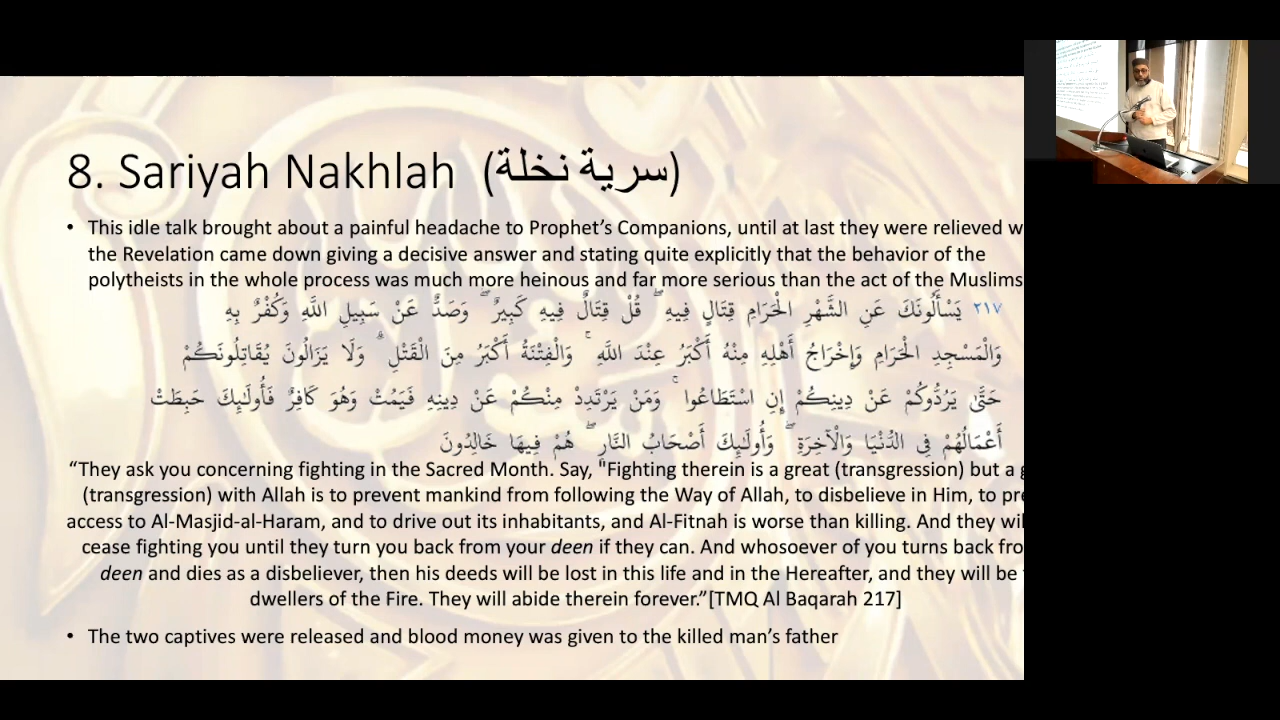 8. Sariyah Nakhlah (سرية نخلة)
• This idle talk brought about a painful headache to Prophet’s Companions, until at last they were relieved
the Revelation came down giving a decisive answer and stating quite explicitly that the behavior of the
polytheists in the whole process was much more heinous and far more serious than the act of the Muslims
٢١٧ يَسْأَلُونَكَ عَنِ الشَّهْرِ الْحَرَامِ قِتَالٍ فِيهِ ۖ قُلْ قِتَالٌ فِيهِ كَبِيرٌ ۖ وَصَدٌّ عَنْ سَبِيلِ اللَّهِ وَكُفْرٌ بِهِ
وَالْمَسْجِدِ الْحَرَامِ وَإِخْرَاجُ أَهْلِهِ مِنْهُ أَكْبَرُ عِنْدَ اللَّهِ ۚ وَالْفِتْنَةُ أَكْبَرُ مِنَ الْقَتْلِ ۗ وَلَا يَزَالُونَ يُقَاتِلُونَكُمْ
حَتَّىٰ يَرُدُّوكُمْ عَنْ دِينِكُمْ إِنِ اسْتَطَاعُوا ۚ وَمَنْ يَرْتَدِدْ مِنْكُمْ عَنْ دِينِهِ فَيَمُتْ وَهُوَ كَافِرٌ فَأُولَٰئِكَ حَبِطَتْ
أَعْمَالُهُمْ فِي الدُّنْيَا وَالْآخِرَةِ ۖ وَأُولَٰئِكَ أَصْحَابُ النَّارِ ۖ هُمْ فِيهَا خَالِدُونَ
“They ask you concerning fighting in the Sacred Month. Say, "Fighting therein is a great (transgression) but a
(transgression) with Allah is to prevent mankind from following the Way of Allah, to disbelieve in Him, to
access to Al-Masjid-al-Haram, and to drive out its inhabitants, and Al-Fitnah is worse than killing. And they
cease fighting you until they turn you back from your deen if they can. And whosoever of you turns back
deen and dies as a disbeliever, then his deeds will be lost in this life and in the Hereafter, and they will be
dwellers of the Fire. They will abide therein forever.”[TMQ Al Baqarah 217]
• The two captives were released and blood money was given to the killed man’s father